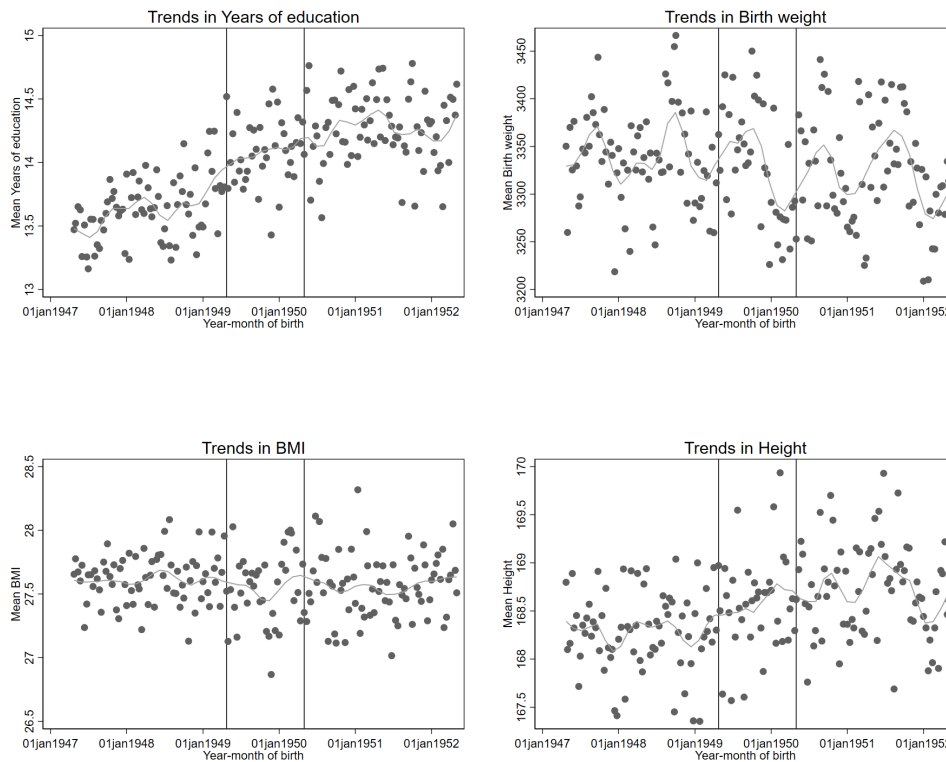 Trends in Years of education
Mean Years of education
15
14.5
14
13.5
13
01jan1947 01jan1948 01jan1949 01jan1950 01jan1951 01jan1952
Year-month of birth
Trends in Birth weight
Mean Birth weight
3450
3400
3350
3300
3250
3200
01jan1947 01jan1948 01jan1949 01jan1950 01jan1951 01jan1952
Year-month of birth
Trends in BMI
Mean BMI
28.5
28
27.5
27
26.5
01jan1947 01jan1948 01jan1949 01jan1950 01jan1951 01jan1952
Year-month of birth
Trends in Height
Mean Height
170
169.5
169
168.5
168
167.5
01jan1947 01jan1948 01jan1949 01jan1950 01jan1951 01jan1952
Year-month of birth